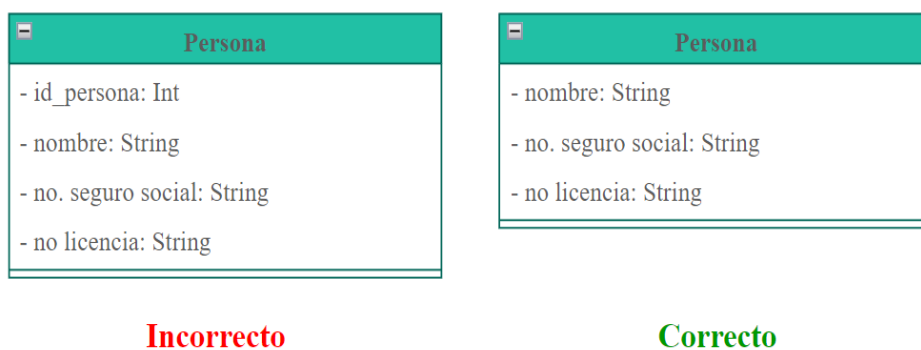 Persona
- id_persona: Int
- nombre: String
- no. seguro social: String
- no licencia: String
Incorrecto
Persona
- nombre: String
- no. seguro social: String
- no licencia: String
Correcto